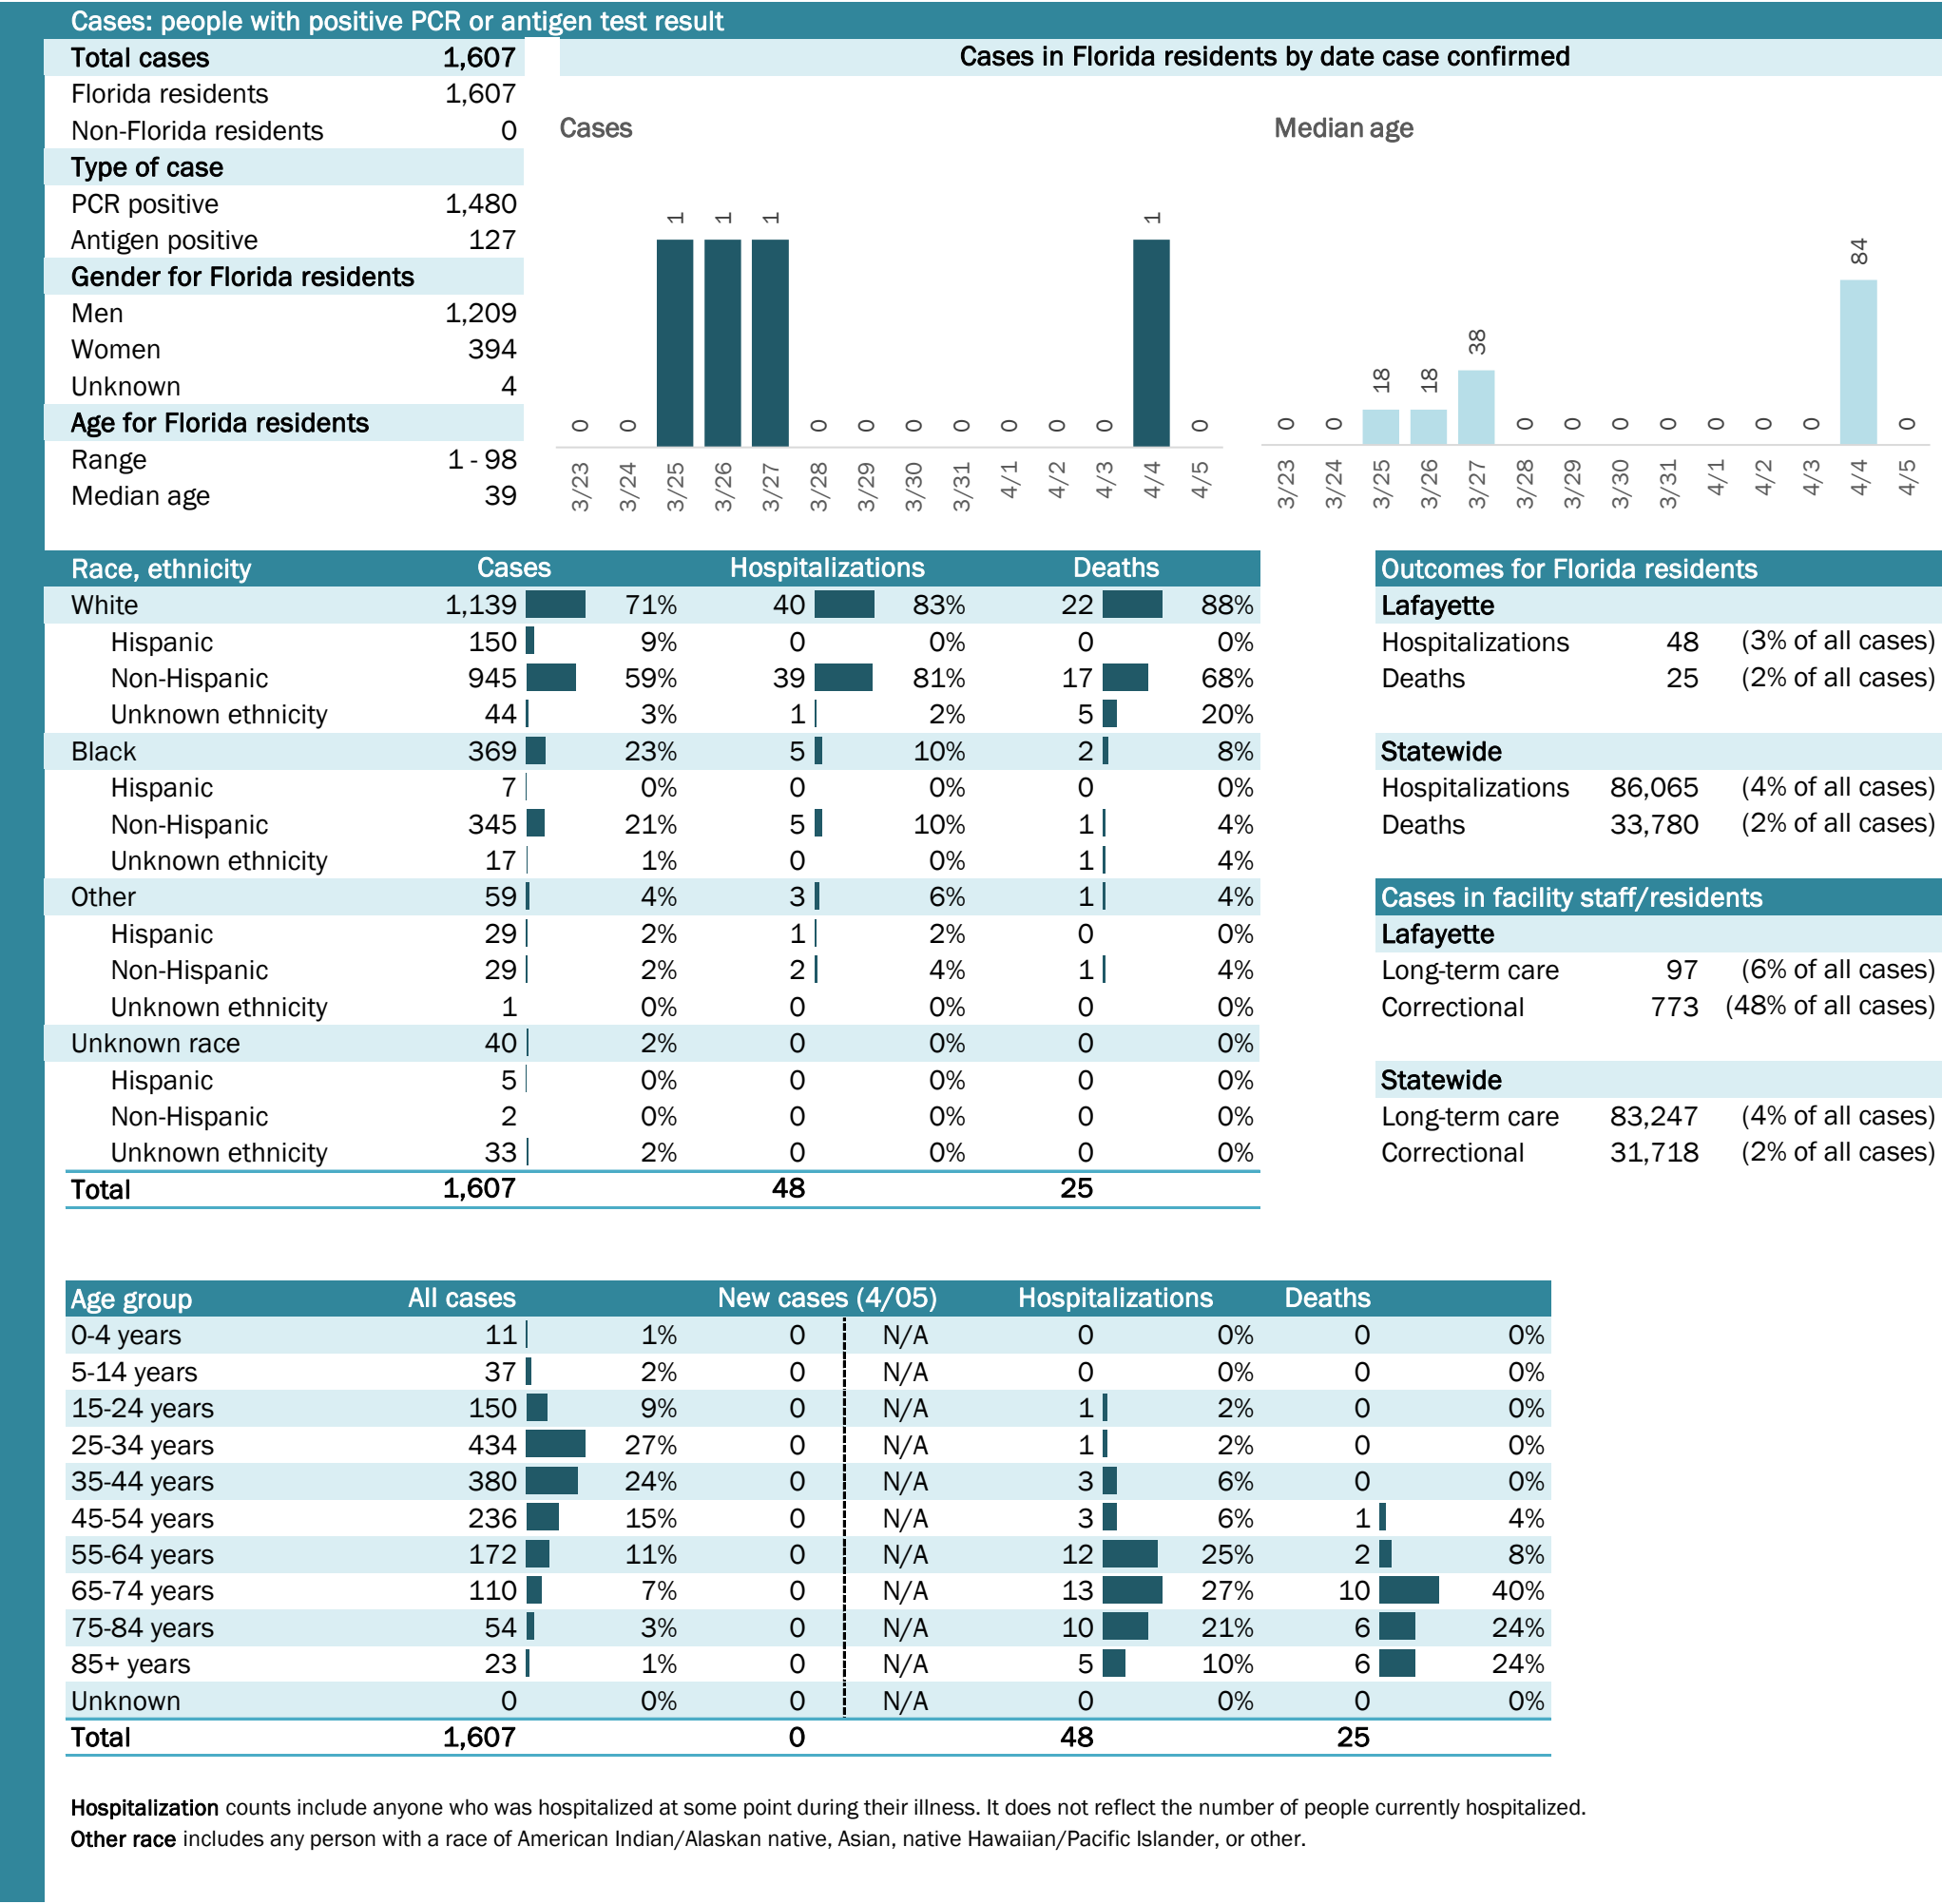 Cases: people with positive PCR or antigen test result
Total cases 1,607
Florida residents 1,607
Non-Florida residents 0
Type of case
PCR positive 1,480
Antigen positive 127
Gender for Florida residents
Men 1,209
Women 394
Unknown 4
Age for Florida residents
Range 1 - 98
Median age 39
Cases in Florida residents by date case confirmed
Cases
0 0 1 1 1 0 0 0 0 0 0 0 1 0
3/23 3/24 3/25 3/26 3/27 3/28 3/29 3/30 3/31 4/1 4/2 4/3 4/4 4/5
Median age
0 0 18 18 38 0 0 0 0 0 0 0 84 0
3/23 3/24 3/25 3/26 3/27 3/28 3/29 3/30 3/31 4/1 4/2 4/3 4/4 4/5
Race, ethnicity Cases Hospitalizations Deaths
White 1,139 71% 40 83% 22 88%
Hispanic 150 9% 0 0% 0 0%
Non-Hispanic 945 59% 39 81% 17 68%
Unknown ethnicity 44 3% 1 2% 5 20%
Black 369 23% 5 10% 2 8%
Hispanic 7 0% 0 0% 0 0%
Non-Hispanic 345 21% 5 10% 1 4%
Unknown ethnicity 17 1% 0 0% 1 4%
Other 59 4% 3 6% 1 4%
Hispanic 29 2% 1 2% 0 0%
Non-Hispanic 29 2% 2 4% 1 4%
Unknown ethnicity 1 0% 0 0% 0 0%
Unknown race 40 2% 0 0% 0 0%
Hispanic 5 0% 0 0% 0 0%
Non-Hispanic 2 0% 0 0% 0 0%
Unknown ethnicity 33 2% 0 0% 0 0%
Total 1,607 48 25
Outcomes for Florida residents
Lafayette
Hospitalizations 48 (3% of all cases)
Deaths 25 (2% of all cases)
Statewide
Hospitalizations 86,065 (4% of all cases)
Deaths 33,780 (2% of all cases)
Cases in facility staff/residents
Lafayette
Long-term care 97 (6% of all cases)
Correctional 773 (48% of all cases)
Statewide
Long-term care 83,247 (4% of all cases)
Correctional 31,718 (2% of all cases)
Age group All cases New cases (4/05) Hospitalizations Deaths
0-4 years 11 1% 0 N/A 0 0% 0 0%
5-14 years 37 2% 0 N/A 0 0% 0 0%
15-24 years 150 9% 0 N/A 1 2% 0 0%
25-34 years 434 27% 0 N/A 1 2% 0 0%
35-44 years 380 24% 0 N/A 3 6% 0 0%
45-54 years 236 15% 0 N/A 3 6% 1 4%
55-64 years 172 11% 0 N/A 12 25% 2 8%
65-74 years 110 7% 0 N/A 13 27% 10 40%
75-84 years 54 3% 0 N/A 10 21% 6 24%
85+ years 23 1% 0 N/A 5 10% 6 24%
Unknown 0 0% 0 N/A 0 0% 0 0%
Total 1,607 0 48 25
Hospitalization counts include anyone who was hospitalized at some point during their illness. It does not reflect the number of people currently hospitalized.
Other race includes any person with a race of American Indian/Alaskan native, Asian, native Hawaiian/Pacific Islander, or other.